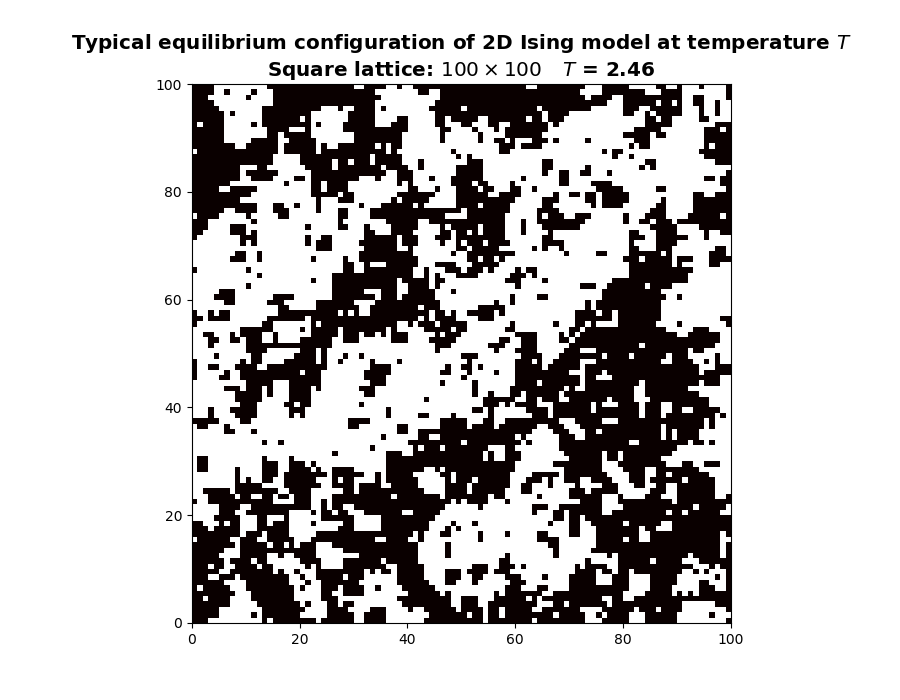 Typical equilibrium configuration of 2D Ising model at temperature T
Square lattice: 100 × 100 T = 2.46
100
80
60
40
20
0
0 20 40 60 80 100